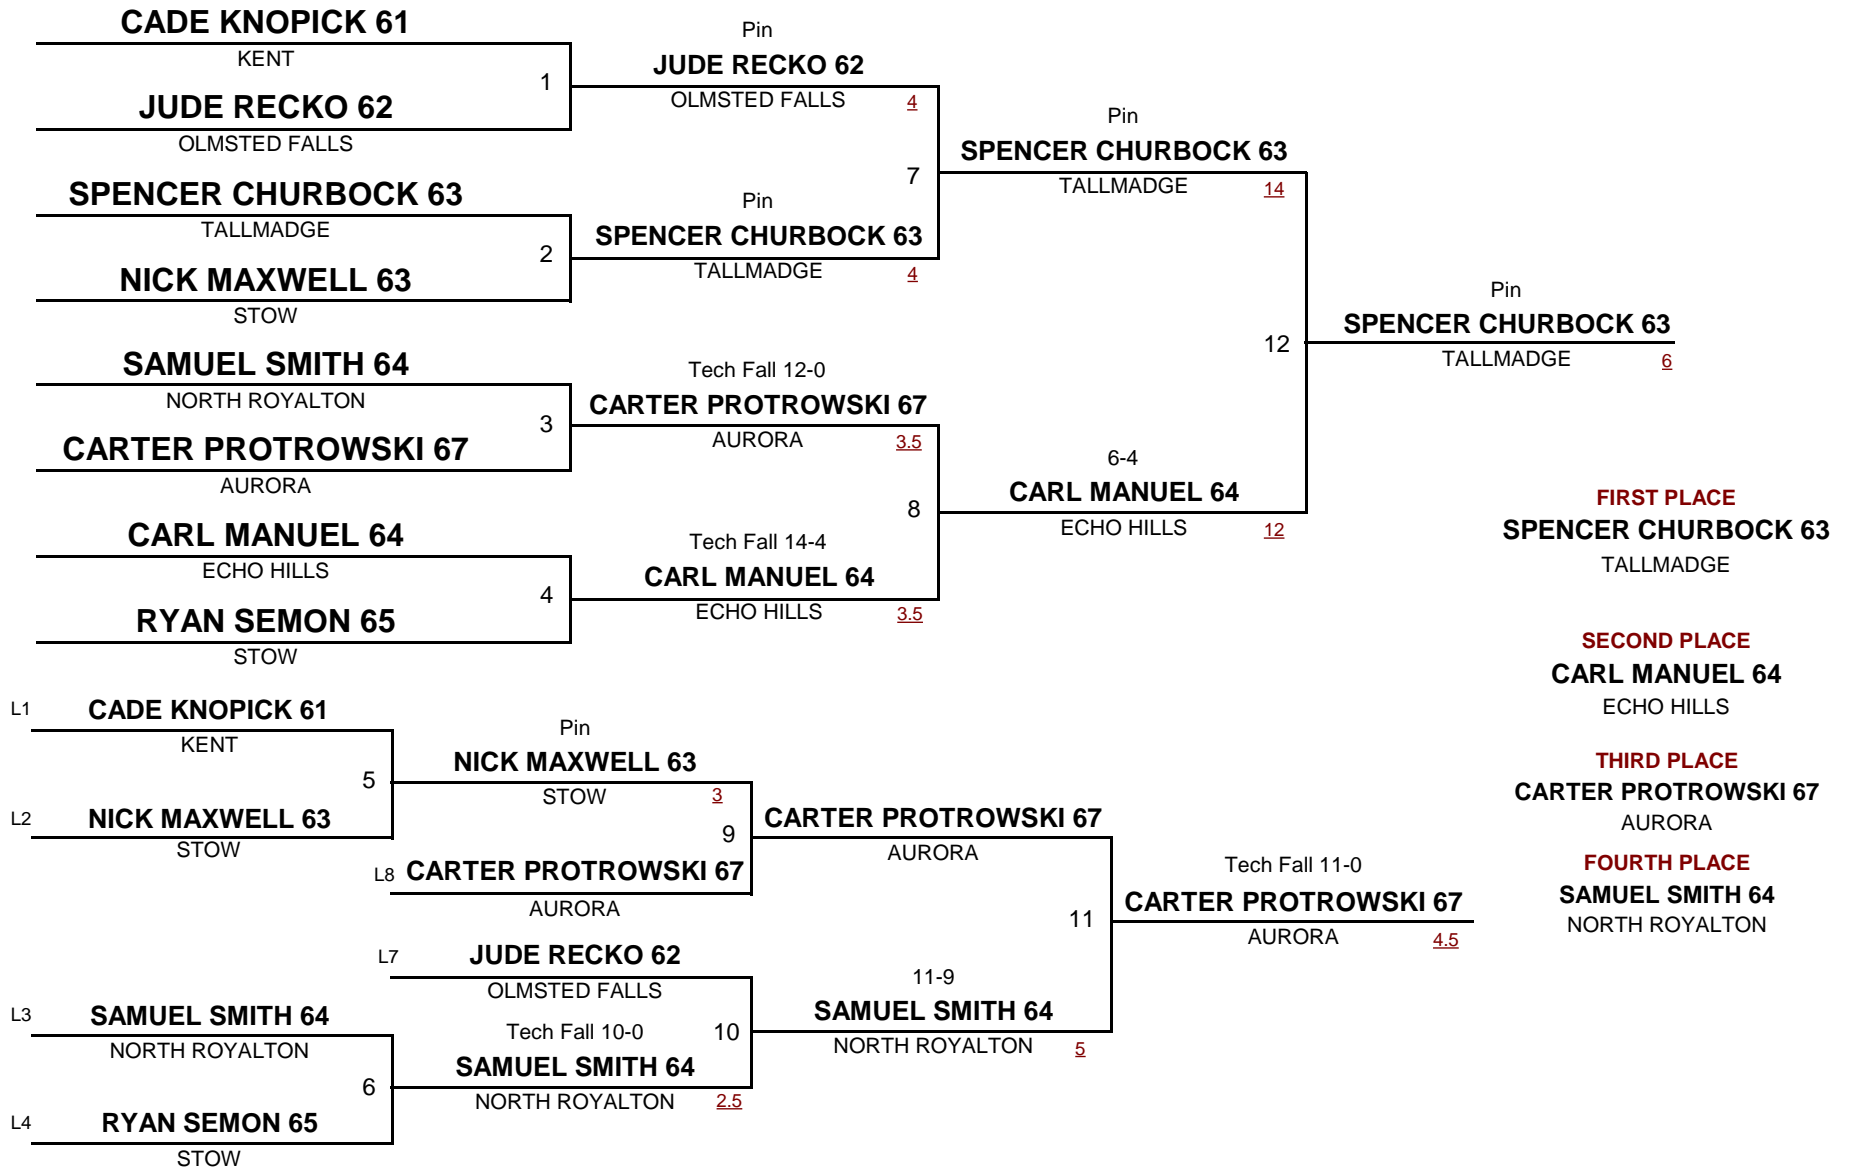 CADE KNOPICK 61
KENT
1
JUDE RECKO 62
OLMSTED FALLS
Pin
JUDE RECKO 62
OLMSTED FALLS 4
SPENCER CHURBOCK 63
TALLMADGE
2
NICK MAXWELL 63
STOW
Pin
SPENCER CHURBOCK 63
TALLMADGE 4
7
Pin
SPENCER CHURBOCK 63
TALLMADGE 14
SAMUEL SMITH 64
NORTH ROYALTON
3
CARTER PROTROWSKI 67
AURORA
Tech Fall 12-0
CARTER PROTROWSKI 67
AURORA 3.5
CARL MANUEL 64
ECHO HILLS
4
RYAN SEMON 65
STOW
Tech Fall 14-4
CARL MANUEL 64
ECHO HILLS 3.5
8
6-4
CARL MANUEL 64
ECHO HILLS 12
12
Pin
SPENCER CHURBOCK 63
TALLMADGE 6
FIRST PLACE
SPENCER CHURBOCK 63
TALLMADGE
SECOND PLACE
CARL MANUEL 64
ECHO HILLS
THIRD PLACE
CARTER PROTROWSKI 67
AURORA
FOURTH PLACE
SAMUEL SMITH 64
NORTH ROYALTON
L1 CADE KNOPICK 61
KENT
5
L2 NICK MAXWELL 63
STOW
Pin
NICK MAXWELL 63
STOW 3
9
L8 CARTER PROTROWSKI 67
AURORA
CARTER PROTROWSKI 67
AURORA
L7 JUDE RECKO 62
OLMSTED FALLS
L3 SAMUEL SMITH 64
NORTH ROYALTON
6
L4 RYAN SEMON 65
STOW
Tech Fall 10-0
SAMUEL SMITH 64
NORTH ROYALTON 2.5
10
11-9
SAMUEL SMITH 64
NORTH ROYALTON 5
11
Tech Fall 11-0
CARTER PROTROWSKI 67
AURORA 4.5